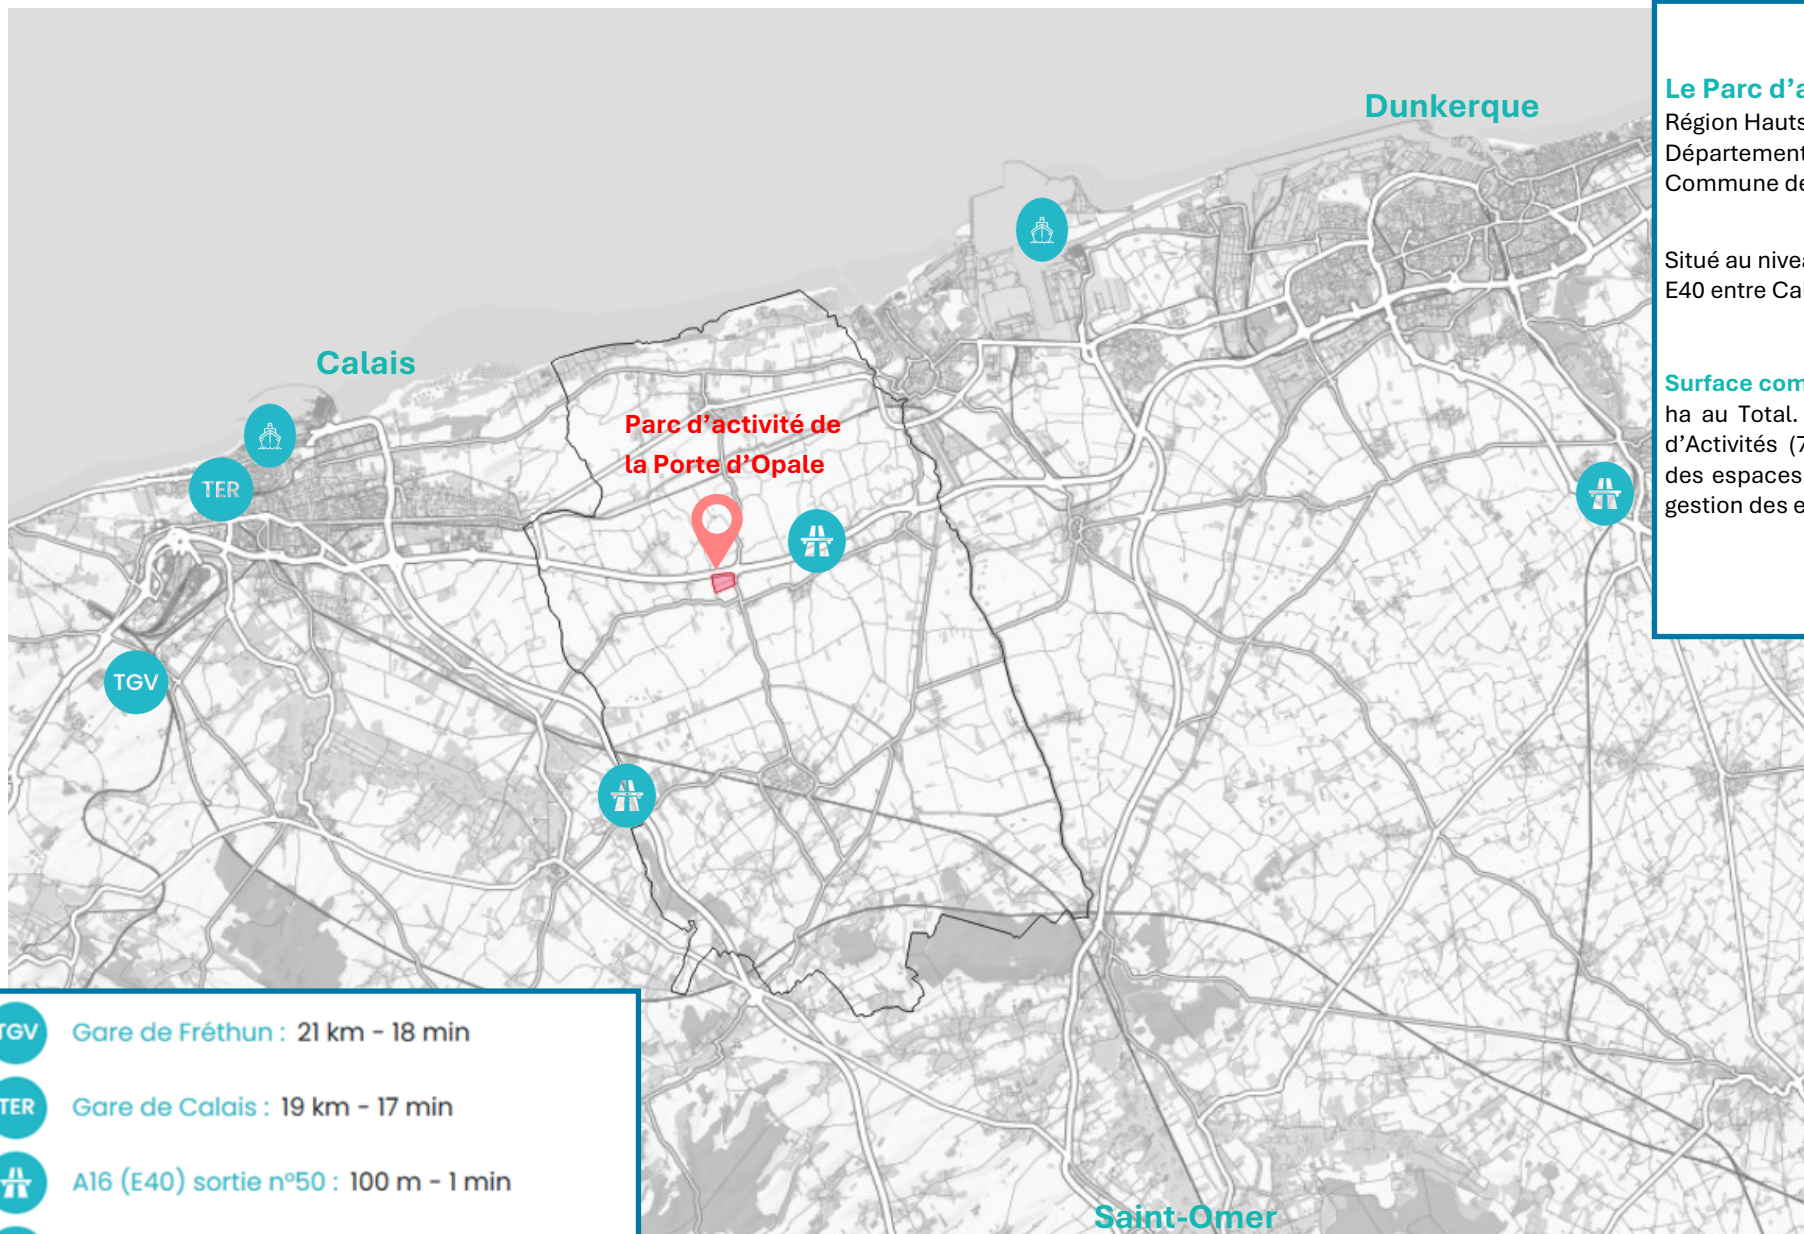 Dunkerque
Calais
Parc d'activité de
la Porte d'Opale
TER
TGV
Saint-Omer
Le Parc d'a
Région Hauts
Département
Commune de
Situé au nivea
E40 entre Cal
Surface com
ha au Total.
d'Activités (7
des espaces
gestion des e
TGV Gare de Fréthun : 21 km - 18 min
TER Gare de Calais : 19 km - 17 min
A16 (E40) sortie n°50 : 100 m - 1 min